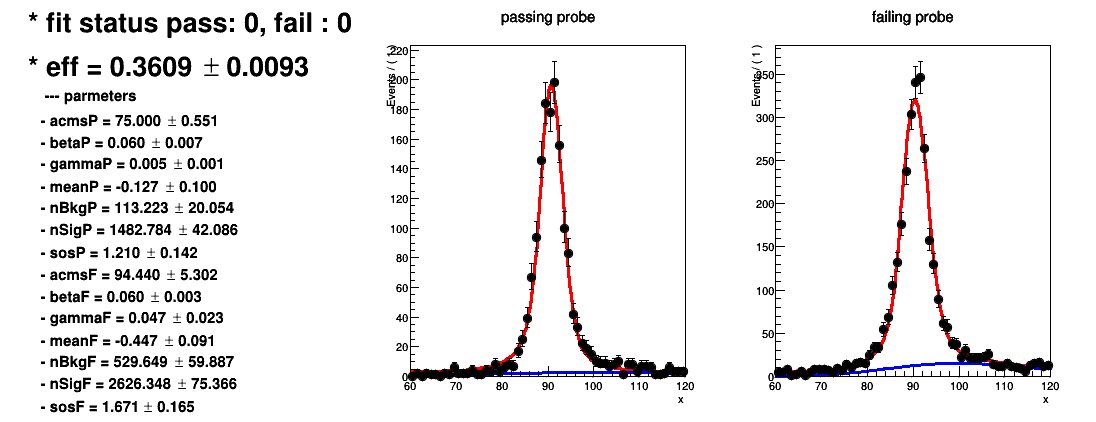 * fit status pass: 0, fail : 0
* eff = 0.3609 ± 0.0093
--- parmeters
- acmsP = 75.000 ± 0.551
- betaP = 0.060 ± 0.007
- gammaP = 0.005 ± 0.001
- meanP = -0.127 ± 0.100
- nBkgP = 113.223 ± 20.054
- nSigP = 1482.784 ± 42.086
- sosP = 1.210 ± 0.142
- acmsF = 94.440 ± 5.302
- betaF = 0.060 ± 0.003
- gammaF = 0.047 ± 0.023
- meanF = -0.447 ± 0.091
- nBkgF = 529.649 ± 59.887
- nSigF = 2626.348 ± 75.366
- sosF = 1.671 ± 0.165
passing probe
Events / ( 1 )
220
200
180
160
140
120
100
80
60
40
20
0
60 70 80 90 100 110 120
x
failing probe
Events / ( 1 )
350
300
250
200
150
100
50
0
60 70 80 90 100 110 120
x